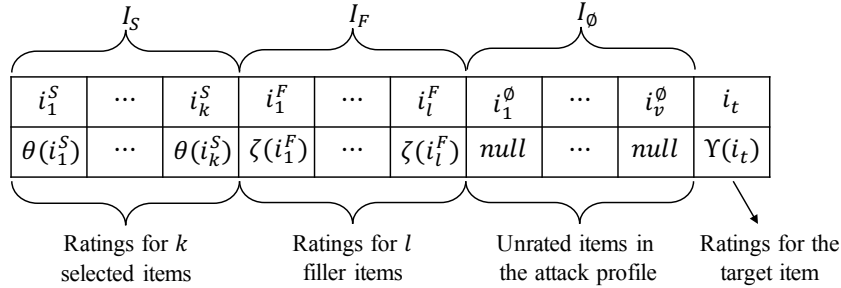 I_S I_F I_∅
i_1^S ⋯ i_k^S i_1^F ⋯ i_l^F i_1^∅ ⋯ i_v^∅ i_t
θ(i_1^S) ⋯ θ(i_k^S) ζ(i_1^F) ⋯ ζ(i_l^F) null ⋯ null Υ(i_t)
Ratings for k selected items
Ratings for l filler items
Unrated items in the attack profile
Ratings for the target item